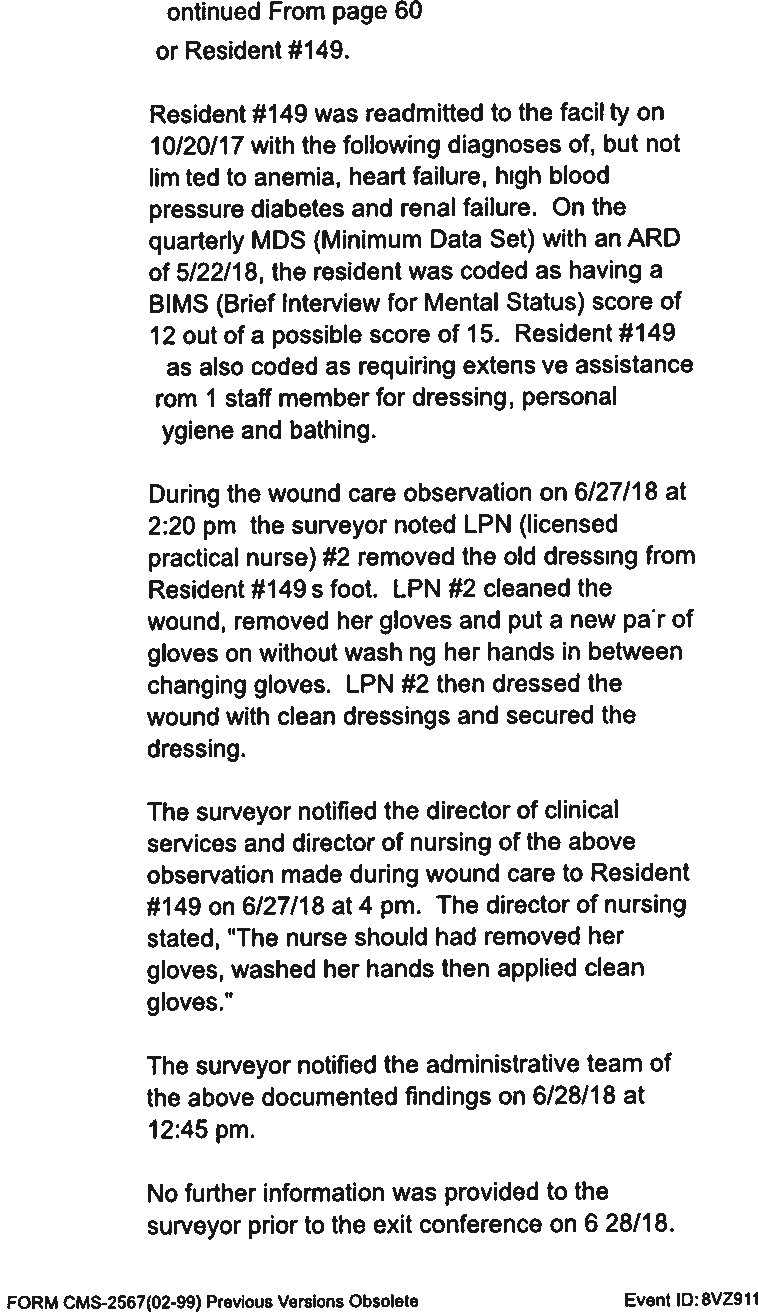 ontinued From page 60
or Resident #149.
Resident #149 was readmitted to the facil ty on
10/20/17 with the following diagnoses of, but not
lim ted to anemia, heart failure, high blood
pressure diabetes and renal failure. On the
quarterly MDS (Minimum Data Set) with an ARD
of 5/22/18, the resident was coded as having a
BIMS (Brief Interview for Mental Status) score of
12 out of a possible score of 15. Resident #149
as also coded as requiring extens ve assistance
rom 1 staff member for dressing, personal
ygiene and bathing.
During the wound care observation on 6/27/18 at
2:20 pm the surveyor noted LPN (licensed
practical nurse) #2 removed the old dressing from
Resident #149 s foot. LPN #2 cleaned the
wound, removed her gloves and put a new pa'r of
gloves on without wash ng her hands in between
changing gloves. LPN #2 then dressed the
wound with clean dressings and secured the
dressing.
The surveyor notified the director of clinical
services and director of nursing of the above
observation made during wound care to Resident
#149 on 6/27/18 at 4 pm. The director of nursing
stated, "The nurse should had removed her
gloves, washed her hands then applied clean
gloves."
The surveyor notified the administrative team of
the above documented findings on 6/28/18 at
12:45 pm.
No further information was provided to the
surveyor prior to the exit conference on 6 28/18.
FORM CMS-2567(02-99) Previous Versions Obsolete Event ID: 8VZ911